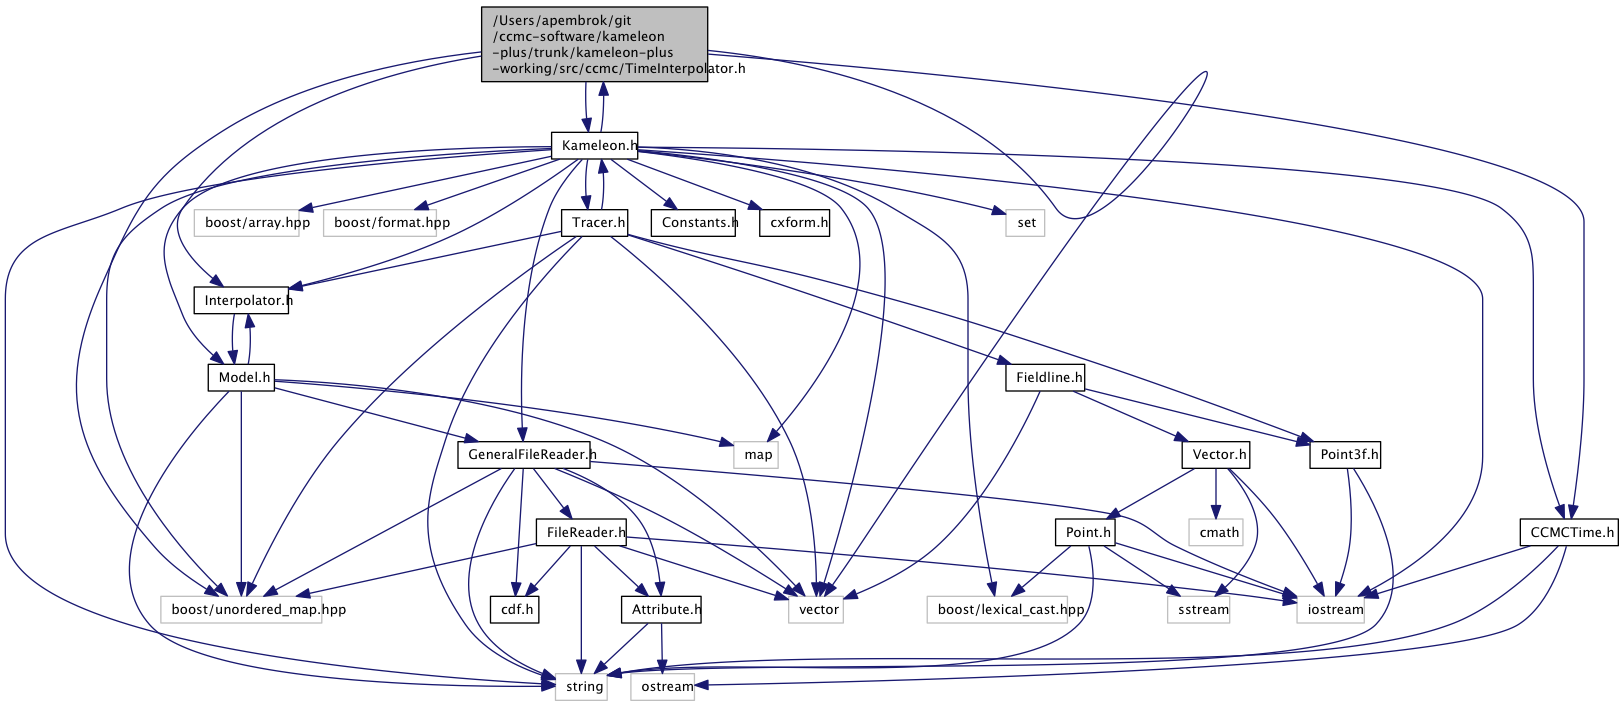 /Users/apembrok/git
/ccmc-software/kameleon
-plus/trunk/kameleon-plus
-working/src/ccmc/TimeInterpolator.h
Kameleon.h
boost/array.hpp
boost/format.hpp
Tracer.h
Constants.h
cxform.h
set
Interpolator.h
Model.h
Fieldline.h
GeneralFileReader.h
map
Vector.h
Point3f.h
FileReader.h
Point.h
cmath
CCMCTime.h
boost/unordered_map.hpp
cdf.h
Attribute.h
vector
boost/lexical_cast.hpp
sstream
iostream
string
ostream